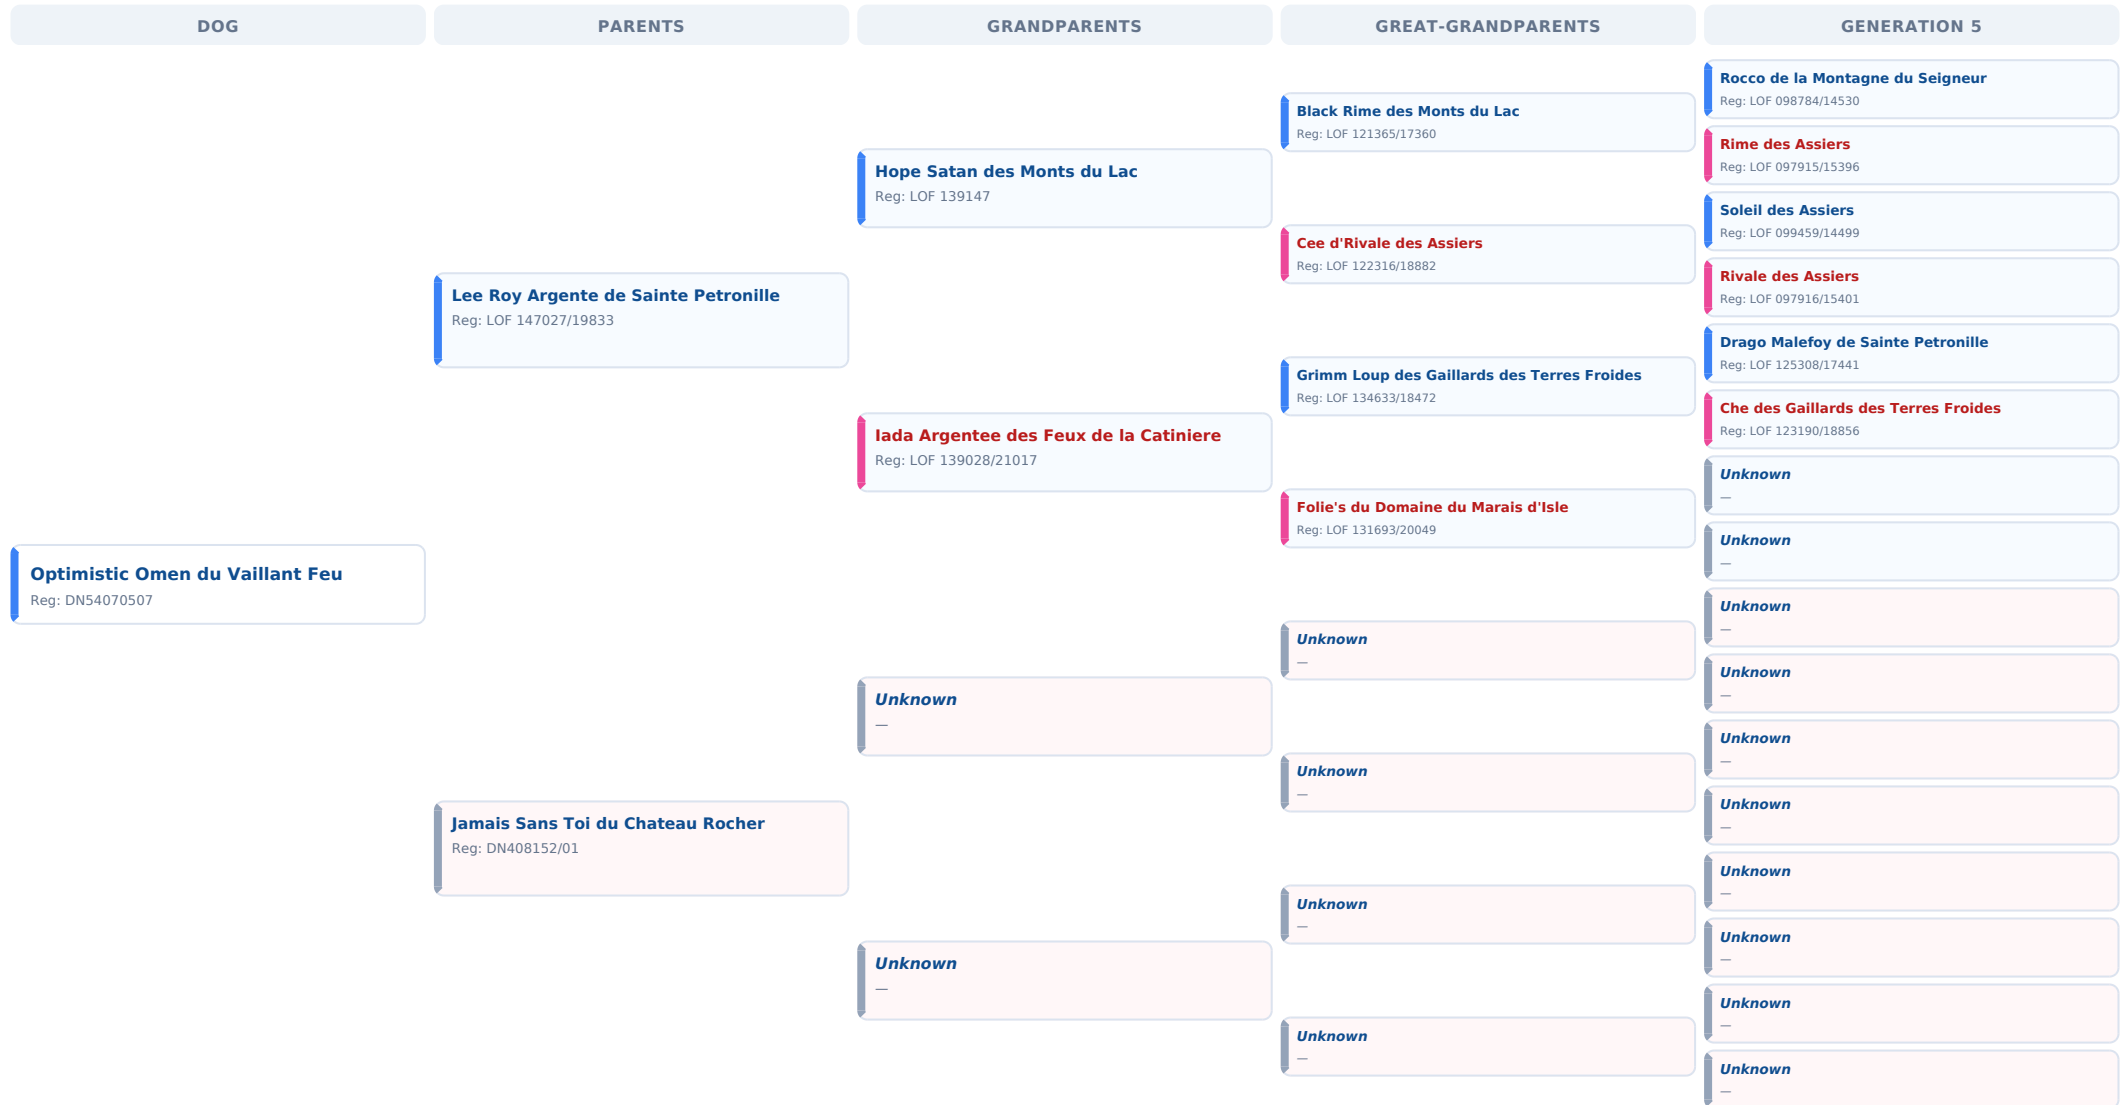 DOG
PARENTS
GRANDPARENTS
GREAT-GRANDPARENTS
GENERATION 5
Optimistic Omen du Vaillant Feu
Reg: DN54070507
Lee Roy Argente de Sainte Petronille
Reg: LOF 147027/19833
Jamais Sans Toi du Chateau Rocher
Reg: DN408152/01
Hope Satan des Monts du Lac
Reg: LOF 139147
Iada Argentee des Feux de la Catiniere
Reg: LOF 139028/21017
Unknown
—
Unknown
—
Black Rime des Monts du Lac
Reg: LOF 121365/17360
Cee d'Rivale des Assiers
Reg: LOF 122316/18882
Grimm Loup des Gaillards des Terres Froides
Reg: LOF 134633/18472
Folie's du Domaine du Marais d'Isle
Reg: LOF 131693/20049
Unknown
—
Unknown
—
Unknown
—
Unknown
—
Rocco de la Montagne du Seigneur
Reg: LOF 098784/14530
Rime des Assiers
Reg: LOF 097915/15396
Soleil des Assiers
Reg: LOF 099459/14499
Rivale des Assiers
Reg: LOF 097916/15401
Drago Malefoy de Sainte Petronille
Reg: LOF 125308/17441
Che des Gaillards des Terres Froides
Reg: LOF 123190/18856
Unknown
—
Unknown
—
Unknown
—
Unknown
—
Unknown
—
Unknown
—
Unknown
—
Unknown
—
Unknown
—
Unknown
—